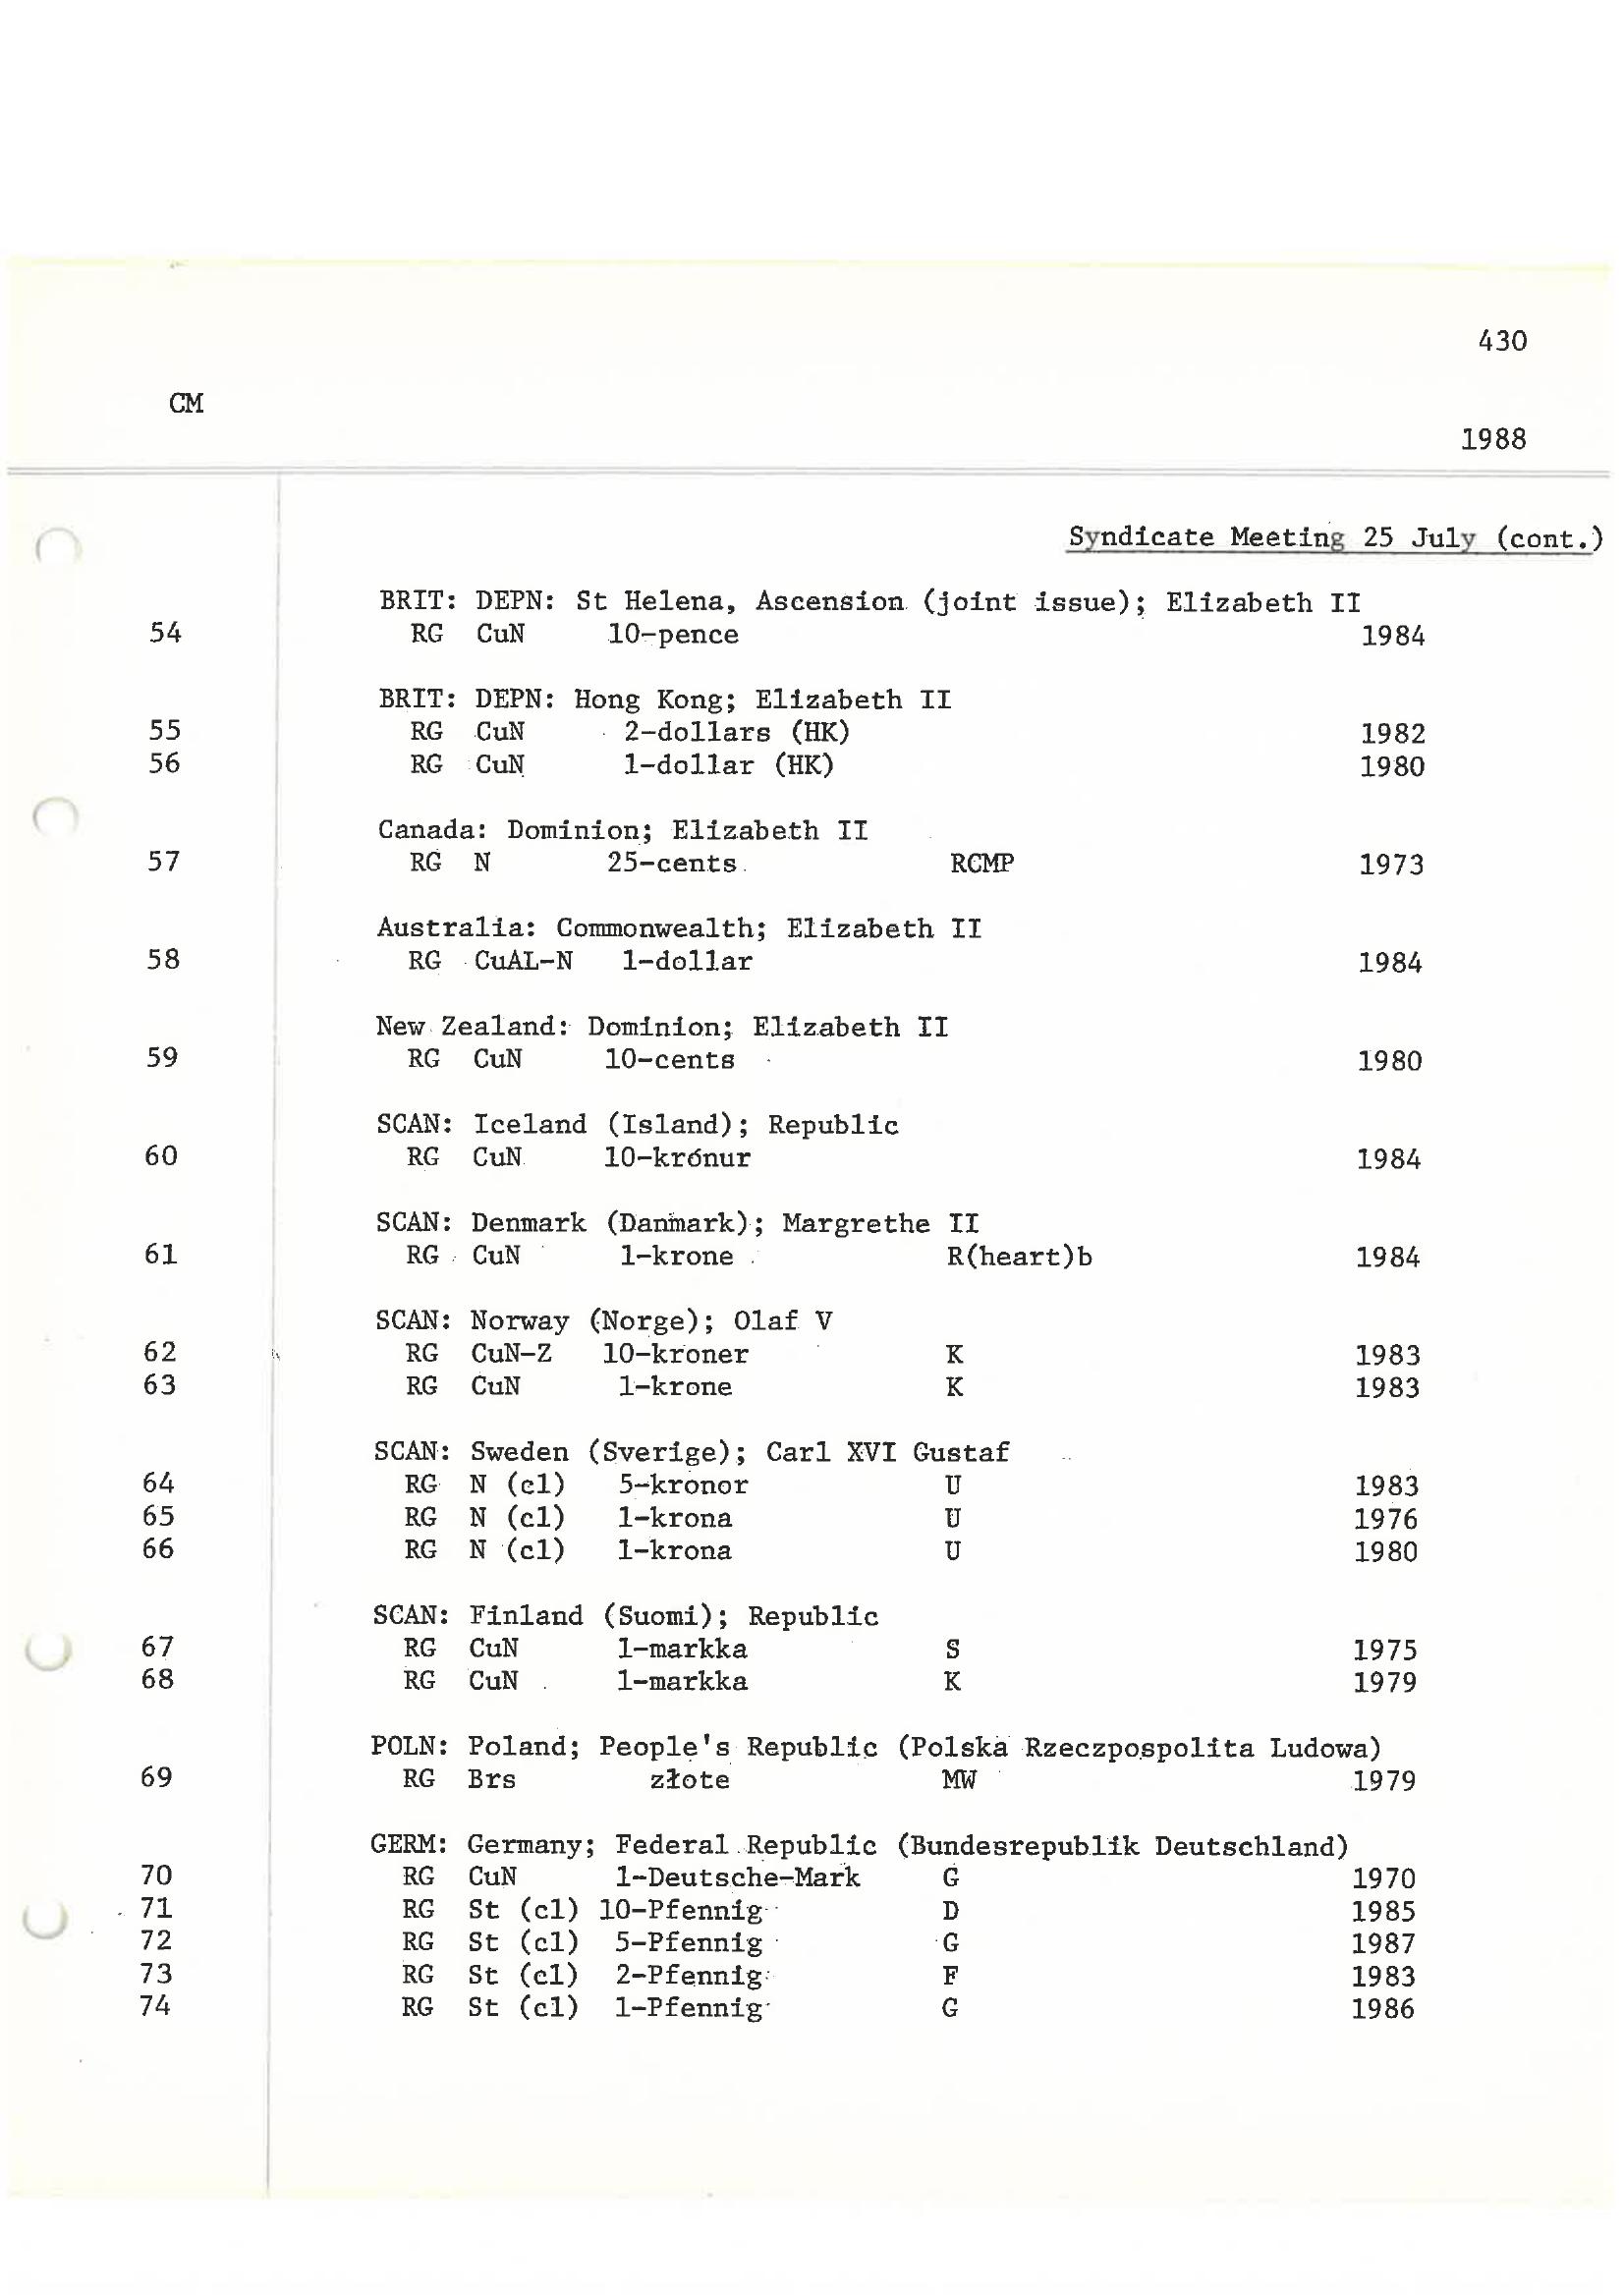 430
CM
1988
Syndicate Meeting 25 July (cont.)
BRIT: DEPN: St Helena, Ascension (joint issue); Elizabeth II
54 RG CuN 10-pence 1984
BRIT: DEPN: Hong Kong; Elizabeth II
55 RG CuN 2-dollars (HK) 1982
56 RG CuN 1-dollar (HK) 1980
Canada: Dominion; Elizabeth II
57 RG N 25-cents RCMP 1973
Australia: Commonwealth; Elizabeth II
58 RG CuAL-N 1-dollar 1984
New Zealand: Dominion; Elizabeth II
59 RG CuN 10-cents 1980
SCAN: Iceland (Island); Republic
60 RG CuN 10-krónur 1984
SCAN: Denmark (Danmark); Margrethe II
61 RG CuN 1-krone R(heart)b 1984
SCAN: Norway (Norge); Olaf V
62 RG CuN-Z 10-kroner K 1983
63 RG CuN 1-krone K 1983
SCAN: Sweden (Sverige); Carl XVI Gustaf
64 RG N (cl) 5-kronor U 1983
65 RG N (cl) 1-krona U 1976
66 RG N (cl) 1-krona U 1980
SCAN: Finland (Suomi); Republic
67 RG CuN 1-markka S 1975
68 RG CuN 1-markka K 1979
POLN: Poland; People's Republic (Polska Rzeczpospolita Ludowa)
69 RG Brs złote MW 1979
GERM: Germany; Federal Republic (Bundesrepublik Deutschland)
70 RG CuN 1-Deutsche-Mark G 1970
71 RG St (cl) 10-Pfennig D 1985
72 RG St (cl) 5-Pfennig G 1987
73 RG St (cl) 2-Pfennig F 1983
74 RG St (cl) 1-Pfennig G 1986